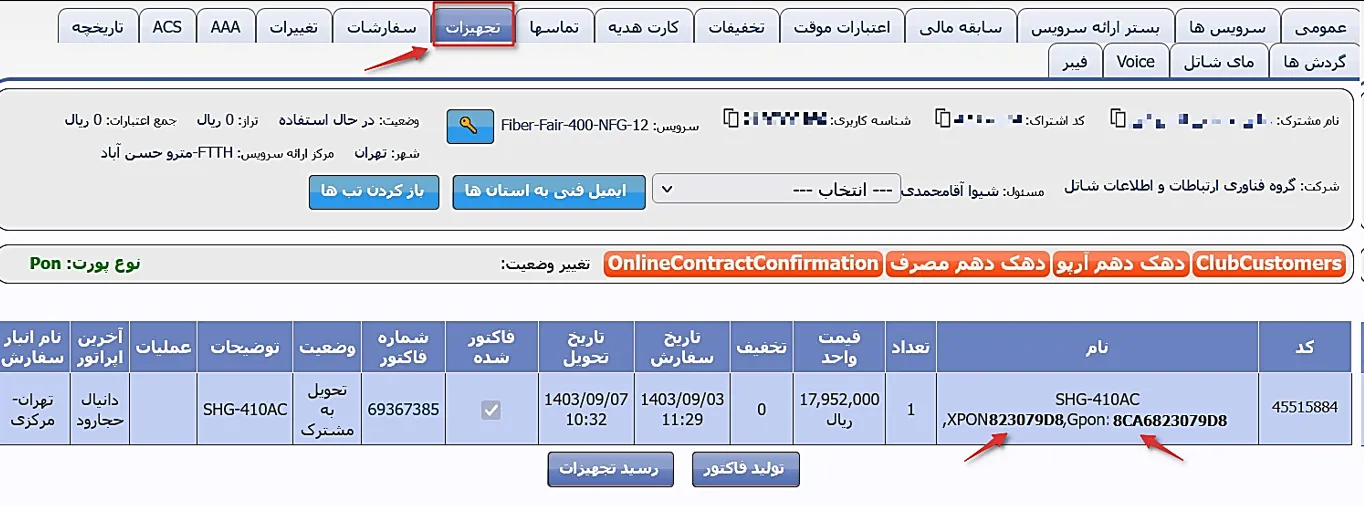 عمومی
سرویس ها
بستر ارائه سرویس
سابقه مالی
اعتبارات موقت
تخفیفات
کارت هدیه
تماسها
تجهیزات
سفارشات
تغییرات
AAA
ACS
تاریخچه
گردش ها
مای شاتل
Voice
فیبر
نام مشترک:
کد اشتراک:
شناسه کاربری:
سرویس: Fiber-Fair-400-NFG-12
وضعیت: در حال استفاده
تراز: 0 ریال
جمع اعتبارات: 0 ریال
شهر: تهران
مرکز ارائه سرویس: FTTH-مترو حسن آباد
شرکت: گروه فناوری ارتباطات و اطلاعات شاتل
مسئول: شیوا آقامحمدی
--- انتخاب ---
ایمیل فنی به استان ها
باز کردن تب ها
ClubCustomers
دهک دهم آرپو
دهک دهم مصرف
OnlineContractConfirmation
تغییر وضعیت:
نوع پورت: Pon
کد
نام
تعداد
قیمت واحد
تخفیف
تاریخ سفارش
تاریخ تحویل
فاکتور شده
شماره فاکتور
وضعیت
توضیحات
عملیات
آخرین اپراتور
نام انبار سفارش
45515884
SHG-410AC
,XPON823079D8,Gpon: 8CA6823079D8
1
17,952,000 ریال
0
1403/09/03 11:29
1403/09/07 10:32
69367385
تحویل به مشترک
SHG-410AC
دانیال حجارود
تهران-مرکزی
تولید فاکتور
رسید تجهیزات